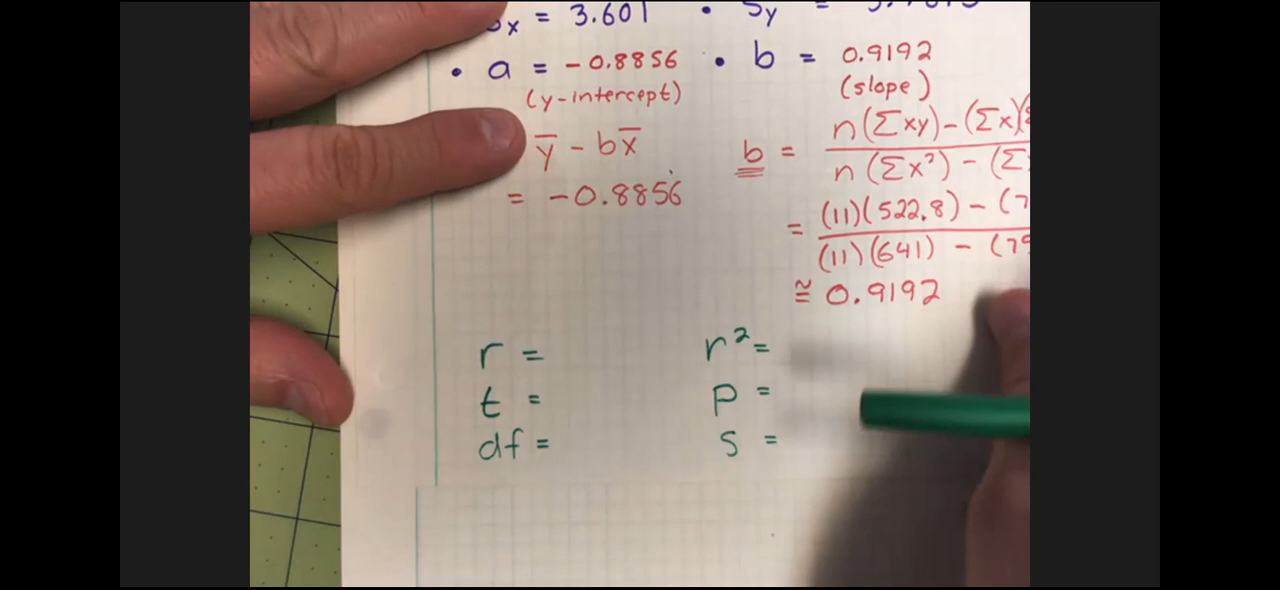 x = 3.601 • Sy =
• a = -0.8856 • b = 0.9192
(y-intercept) (slope)
y̅ - bx̅ b = n(Σxy)-(Σx)( / n(Σx²) - (Σ
= -0.8856 = (11)(522.8) - (7 / (11)(641) - (79
≅ 0.9192
r = r² =
t = p =
df = s =